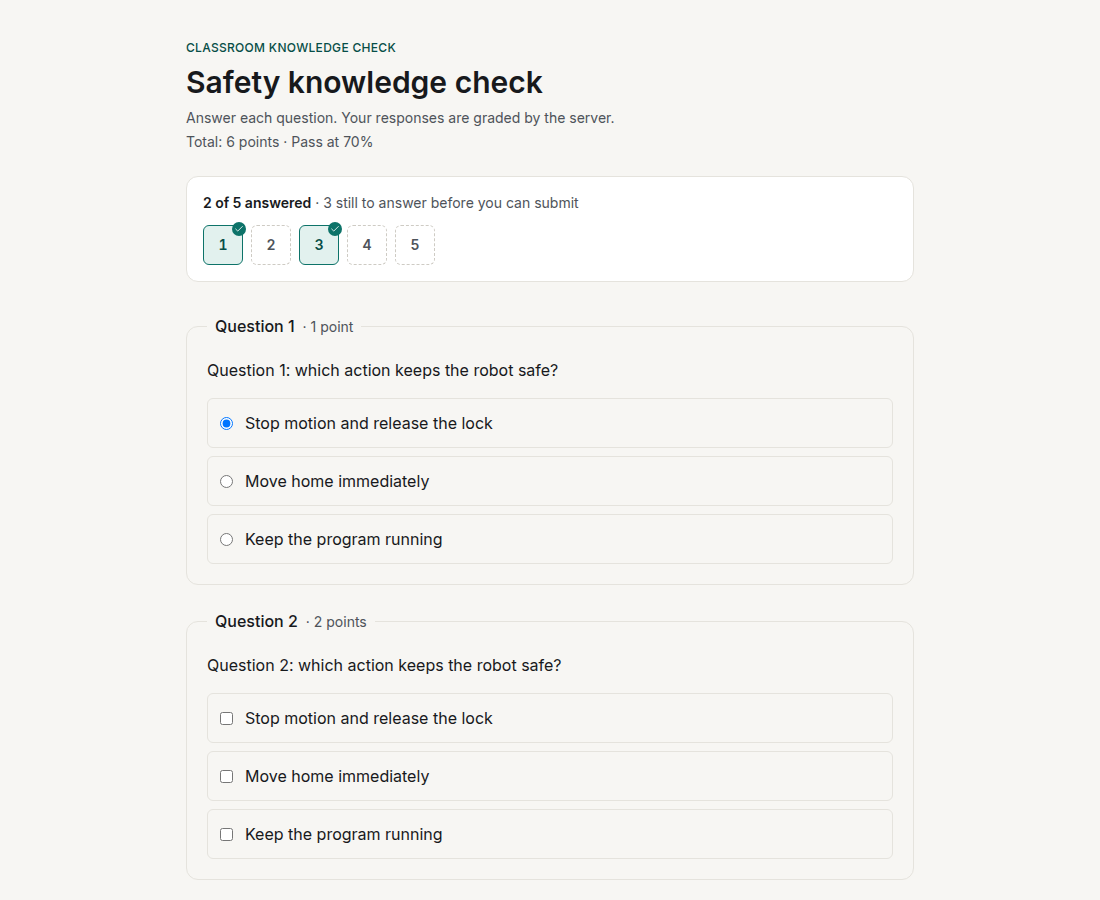 CLASSROOM KNOWLEDGE CHECK
Safety knowledge check
Answer each question. Your responses are graded by the server.
Total: 6 points · Pass at 70%
2 of 5 answered · 3 still to answer before you can submit
1 2 3 4 5
Question 1 · 1 point
Question 1: which action keeps the robot safe?
Stop motion and release the lock
Move home immediately
Keep the program running
Question 2 · 2 points
Question 2: which action keeps the robot safe?
Stop motion and release the lock
Move home immediately
Keep the program running